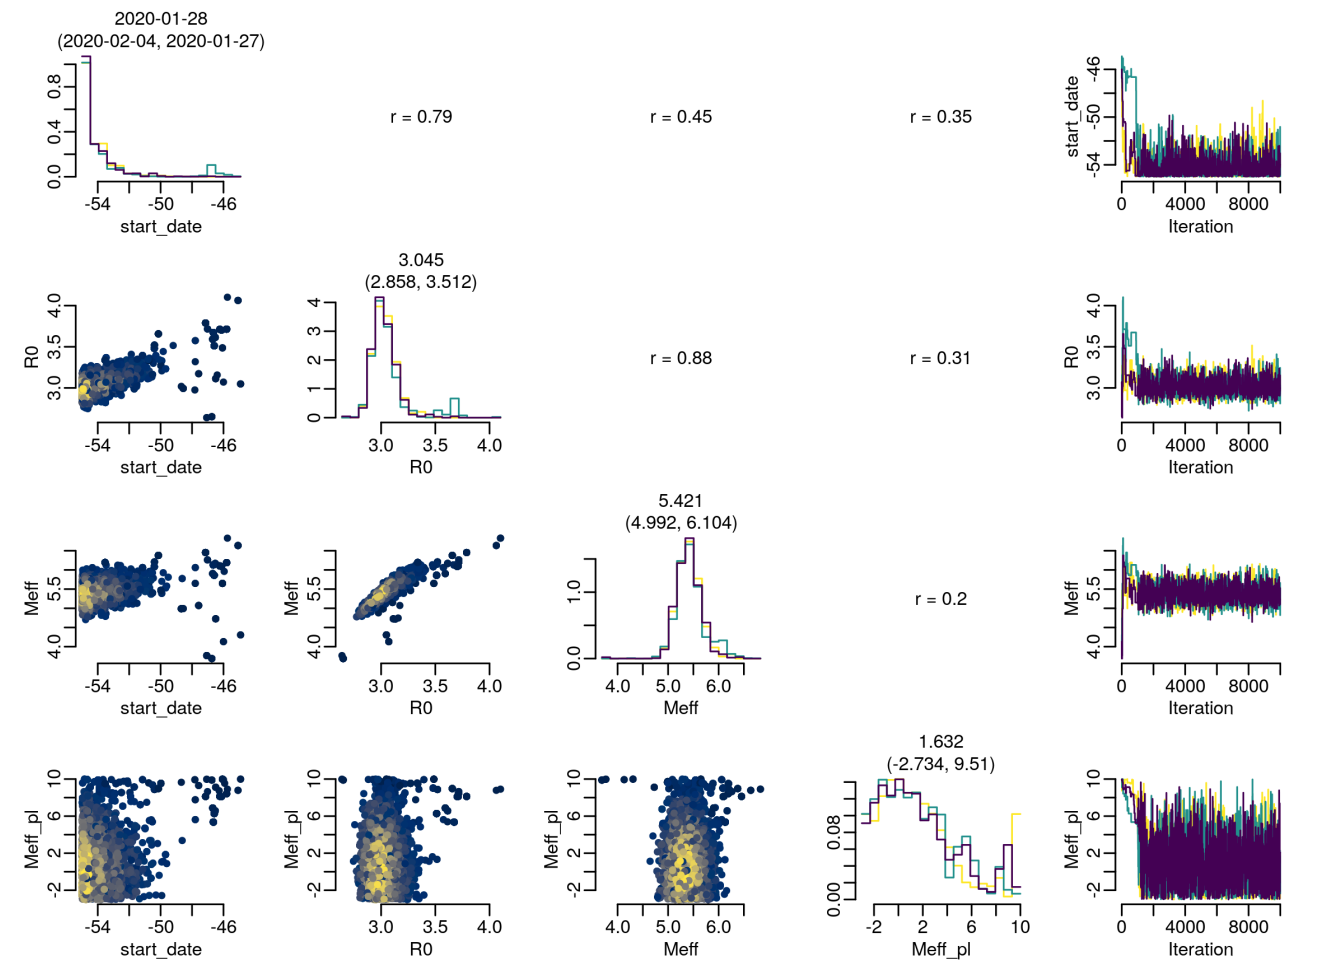 2020-01-28
(2020-02-04, 2020-01-27)
0.0 0.4 0.8
-54 -50 -46
start_date
r = 0.79
r = 0.45
r = 0.35
start_date
-54 -50 -46
0 4000 8000
Iteration
R0
3.0 3.5 4.0
-54 -50 -46
start_date
3.045
(2.858, 3.512)
0 1 2 3 4
3.0 3.5 4.0
R0
r = 0.88
r = 0.31
R0
3.0 3.5 4.0
0 4000 8000
Iteration
Meff
4.0 5.5
-54 -50 -46
start_date
Meff
4.0 5.5
3.0 3.5 4.0
R0
5.421
(4.992, 6.104)
0.0 1.0
4.0 5.0 6.0
Meff
r = 0.2
Meff
4.0 5.5
0 4000 8000
Iteration
Meff_pl
-2 2 6 10
-54 -50 -46
start_date
Meff_pl
-2 2 6 10
3.0 3.5 4.0
R0
Meff_pl
-2 2 6 10
4.0 5.0 6.0
Meff
1.632
(-2.734, 9.51)
0.00 0.08
-2 2 6 10
Meff_pl
Meff_pl
-2 2 6 10
0 4000 8000
Iteration